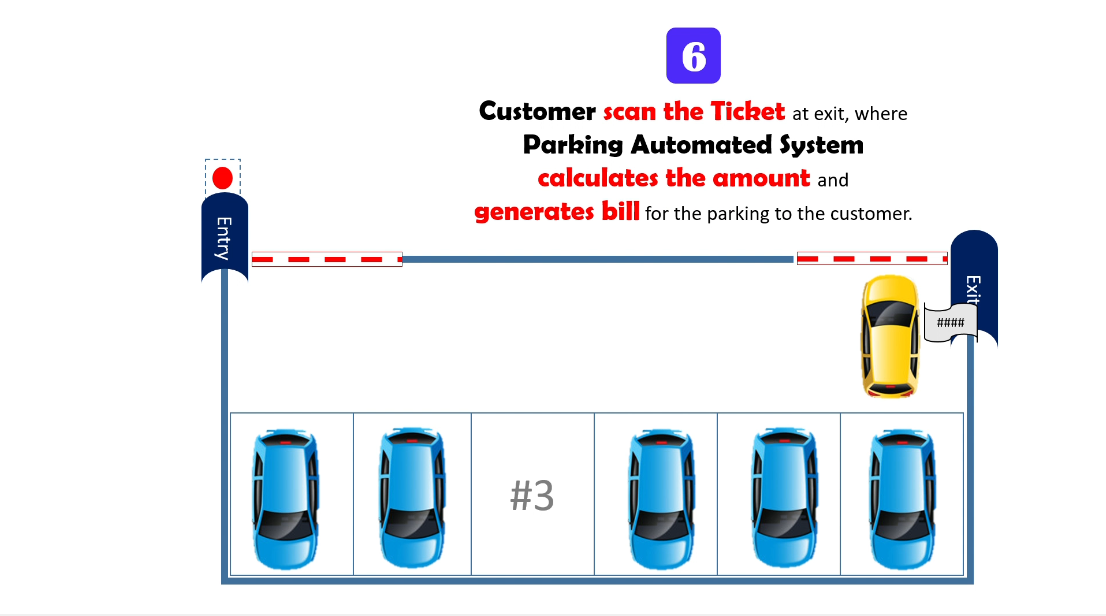 6
Customer scan the Ticket at exit, where
Parking Automated System
calculates the amount and
generates bill for the parking to the customer.
Entry
Exit
####
#3